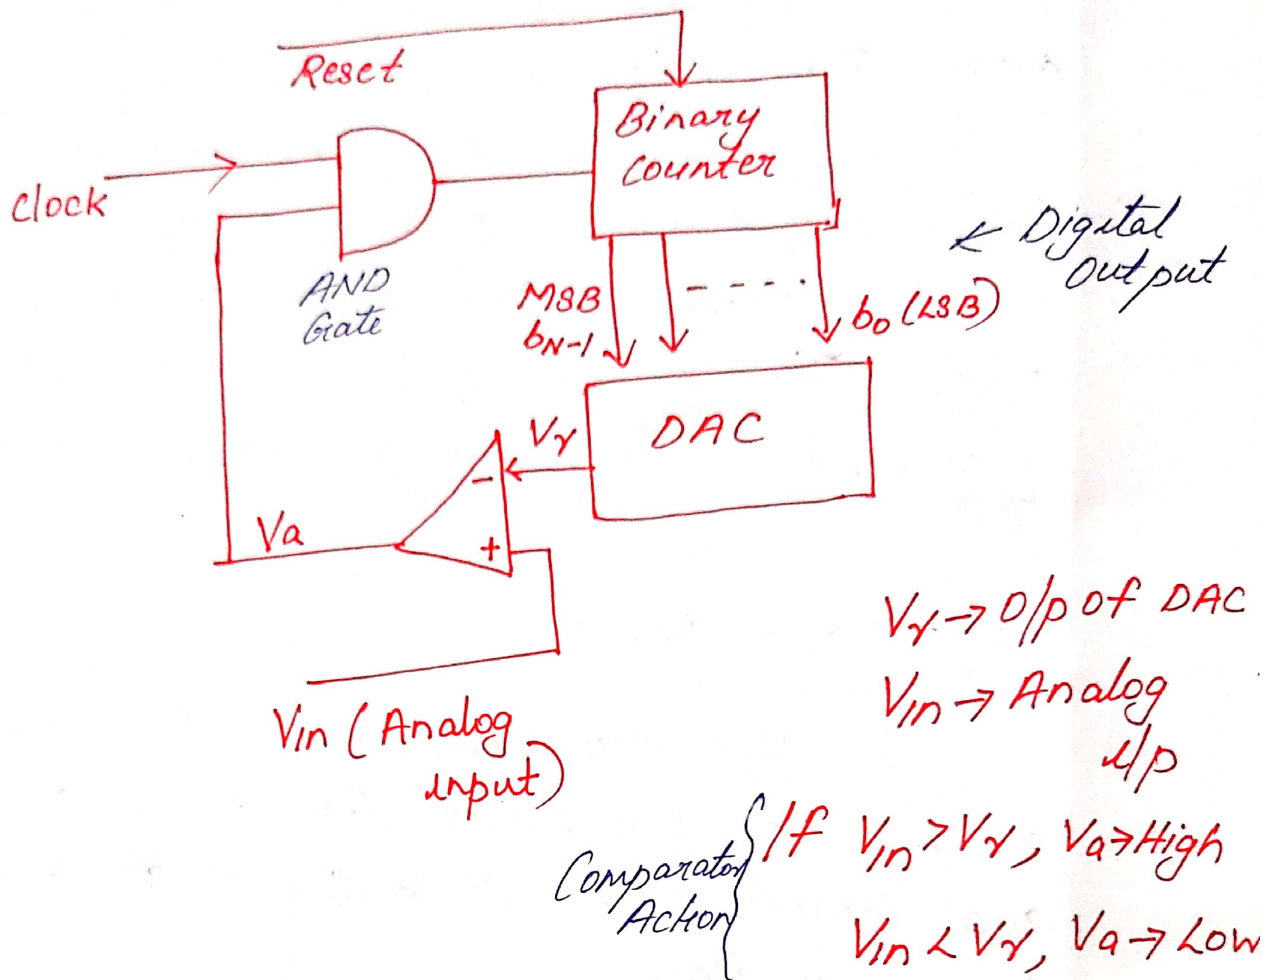 Reset
Binary
Counter
Clock
AND
Gate
MSB
bN-1
- - - - .
b0 (LSB)
← Digital
Output
Vr
DAC
-
+
Va
Vin (Analog
input)
Vr → O/p of DAC
Vin → Analog
i/p
Comparator
Action
If Vin > Vr, Va → High
Vin < Vr, Va → Low